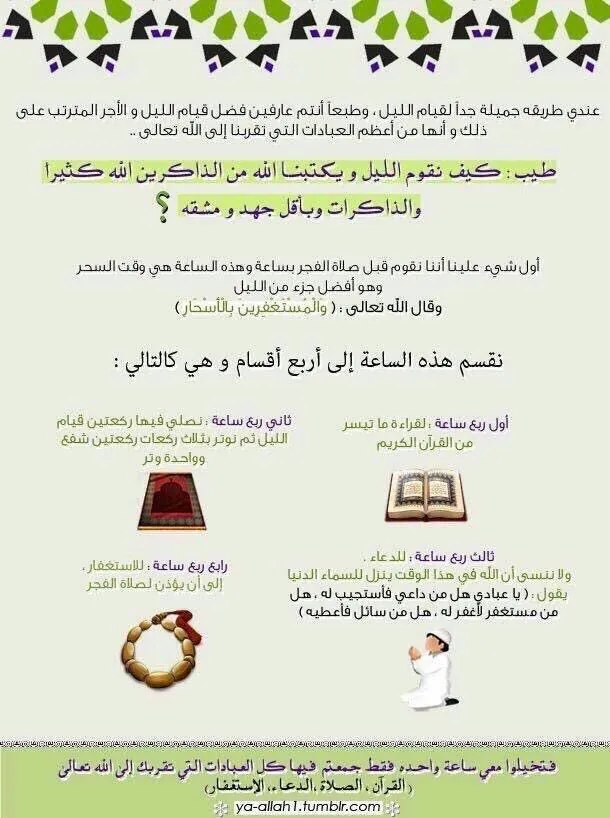 عندي طريقه جميلة جداً لقيام الليل ، وطبعاً أنتم عارفين فضل قيام الليل و الأجر المترتب على
ذلك و أنها من أعظم العبادات التي تقربنا إلى الله تعالى ..
طيب : كيف نقوم الليل و يكتبنا الله من الذاكرين الله كثيرا
والذاكرات وبأقل جهد و مشقه ؟
أول شيء علينا أننا نقوم قبل صلاة الفجر بساعة وهذه الساعة هي وقت السحر
وهو أفضل جزء من الليل
وقال الله تعالى : ( وَالْمُسْتَغْفِرِينَ بِالْأَسْحَارِ )
نقسم هذه الساعة إلى أربع أقسام و هي كالتالي :
أول ربع ساعة : لقراءة ما تيسر
من القرآن الكريم
ثاني ربع ساعة : نصلي فيها ركعتين قيام
الليل ثم نوتر بثلاث ركعات ركعتين شفع
وواحدة وتر
ثالث ربع ساعة : للدعاء .
ولا ننسى أن الله في هذا الوقت ينزل للسماء الدنيا
يقول : ( يا عبادي هل من داعي فأستجيب له ، هل
من مستغفر لأغفر له ، هل من سائل فأعطيه )
رابع ربع ساعة : للاستغفار .
إلى أن يؤذن لصلاة الفجر
فتخيلوا معي ساعة واحده فقط جمعتم فيها كل العبادات التي تقربك إلى الله تعالى
( القرآن ، الصلاة ،الدعاء، الإستغفار)
ya-allah1.tumblr.com